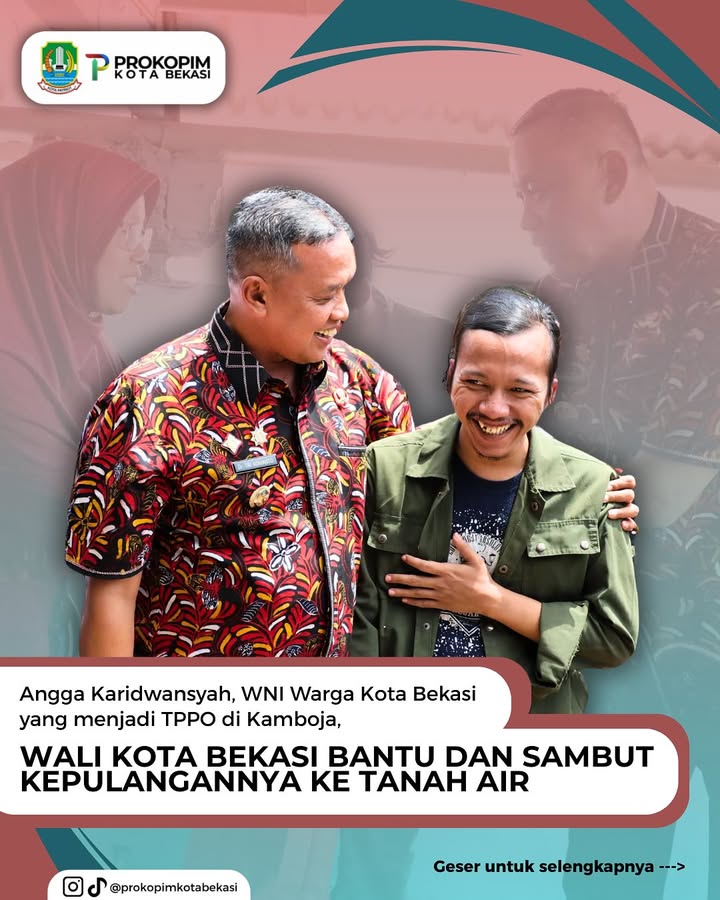 PROKOPIM
KOTA BEKASI
Angga Karidwansyah, WNI Warga Kota Bekasi
yang menjadi TPPO di Kamboja,
WALI KOTA BEKASI BANTU DAN SAMBUT
KEPULANGANNYA KE TANAH AIR
Geser untuk selengkapnya --->
@prokopimkotabekasi